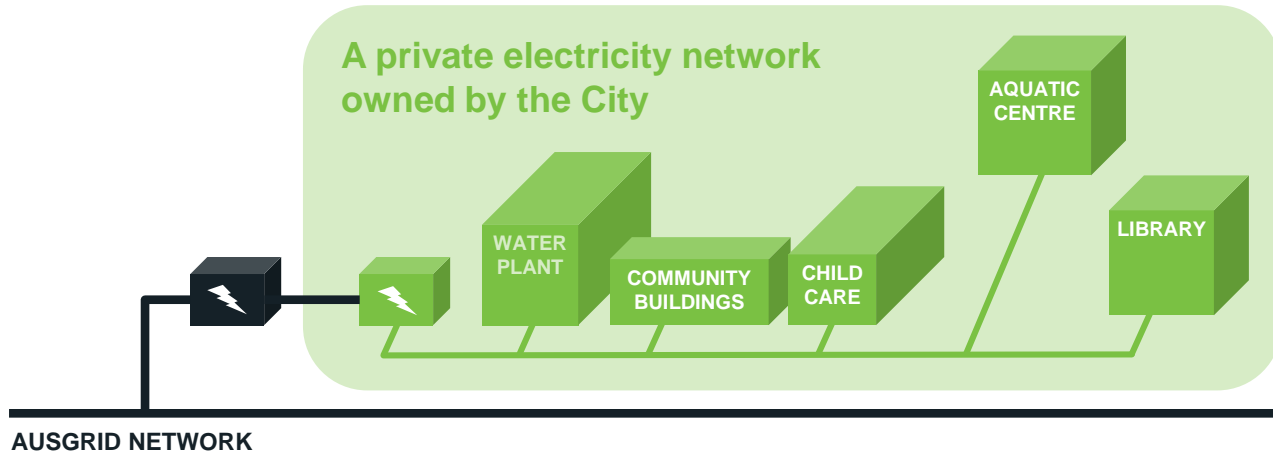 A private electricity network
owned by the City
AQUATIC
CENTRE
LIBRARY
WATER
PLANT
COMMUNITY
BUILDINGS
CHILD
CARE
AUSGRID NETWORK